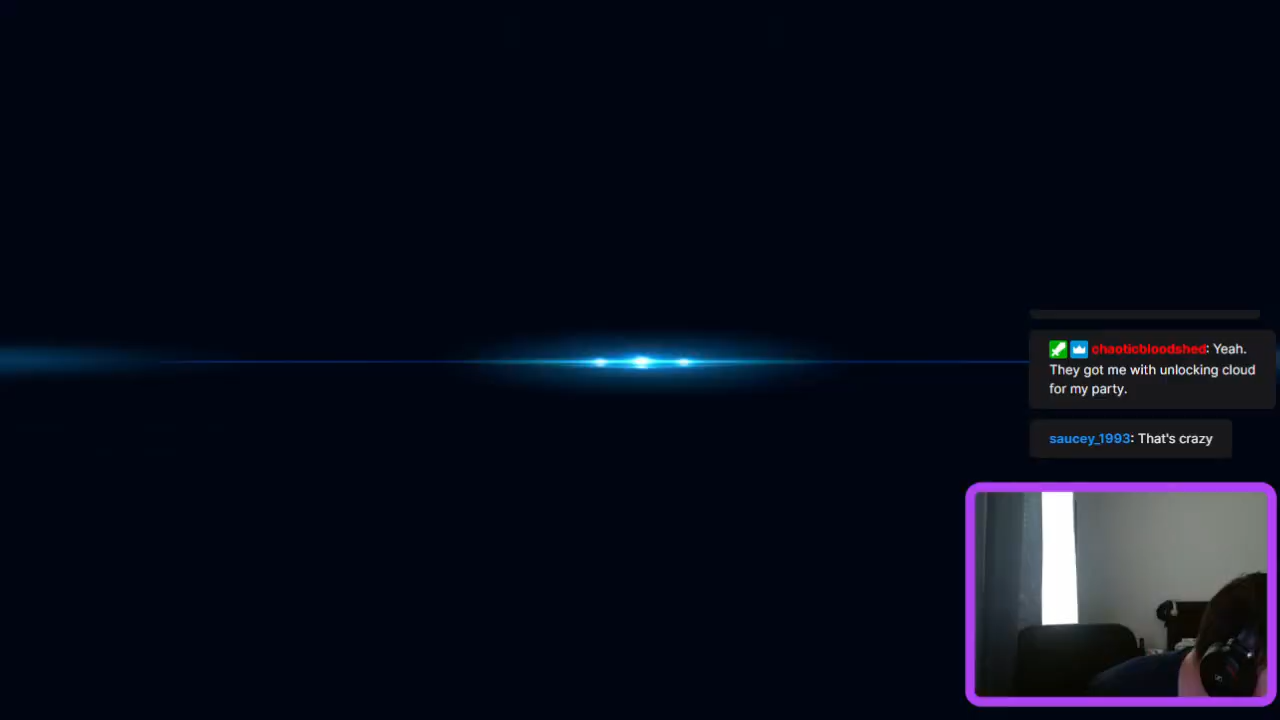 chaoticbloodshed: Yeah.
They got me with unlocking cloud
for my party.
saucey_1993: That's crazy